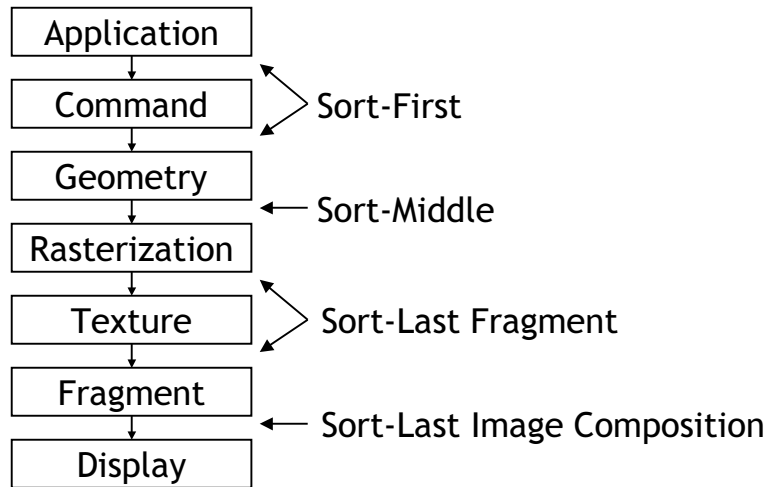 Application
Command
Sort-First
Geometry
Sort-Middle
Rasterization
Texture
Sort-Last Fragment
Fragment
Sort-Last Image Composition
Display